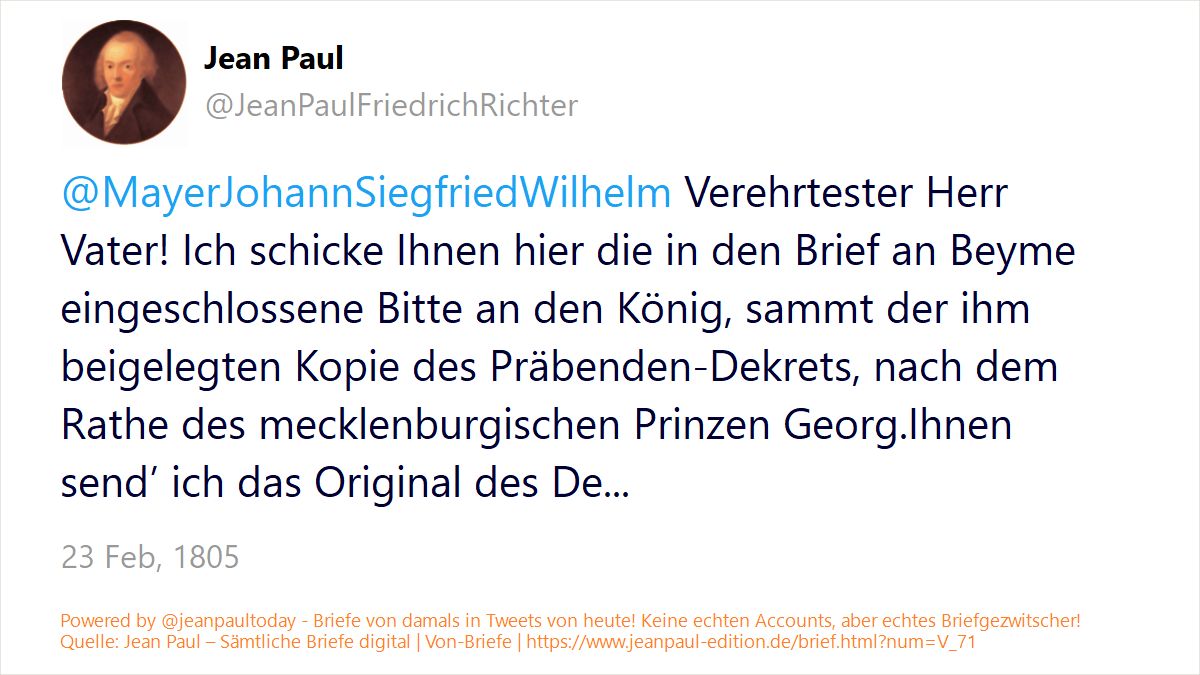 Jean Paul
@JeanPaulFriedrichRichter
@MayerJohannSiegfriedWilhelm Verehrtester Herr
Vater! Ich schicke Ihnen hier die in den Brief an Beyme
eingeschlossene Bitte an den König, sammt der ihm
beigelegten Kopie des Präbenden-Dekrets, nach dem
Rathe des mecklenburgischen Prinzen Georg.Ihnen
send’ ich das Original des De...
23 Feb, 1805
Powered by @jeanpaultoday - Briefe von damals in Tweets von heute! Keine echten Accounts, aber echtes Briefgezwitscher!
Quelle: Jean Paul – Sämtliche Briefe digital | Von-Briefe | https://www.jeanpaul-edition.de/brief.html?num=V_71